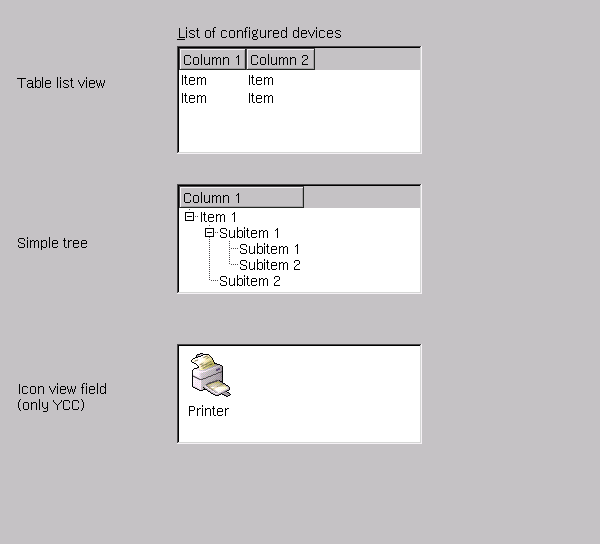 List of configured devices
Table list view
Column 1 Column 2
Item Item
Item Item
Simple tree
Column 1
Item 1
Subitem 1
Subitem 1
Subitem 2
Subitem 2
Icon view field
(only YCC)
Printer